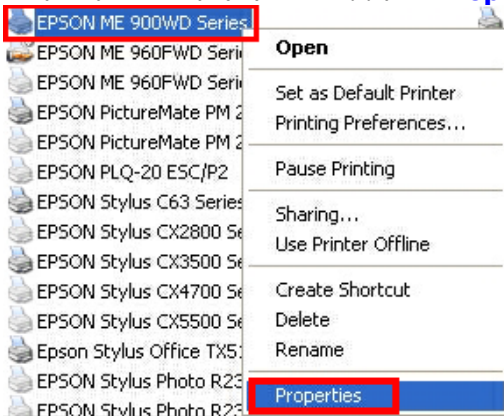 EPSON ME 900WD Series
EPSON ME 960FWD Seri
EPSON ME 960FWD Seri
EPSON PictureMate PM 2
EPSON PictureMate PM 2
EPSON PLQ-20 ESC/P2
EPSON Stylus C63 Series
EPSON Stylus CX2800 Se
EPSON Stylus CX3500 Se
EPSON Stylus CX4700 Se
EPSON Stylus CX5500 Se
Epson Stylus Office TX51
EPSON Stylus Photo R23
EPSON Stylus Photo R23
Open
Set as Default Printer
Printing Preferences...
Pause Printing
Sharing...
Use Printer Offline
Create Shortcut
Delete
Rename
Properties